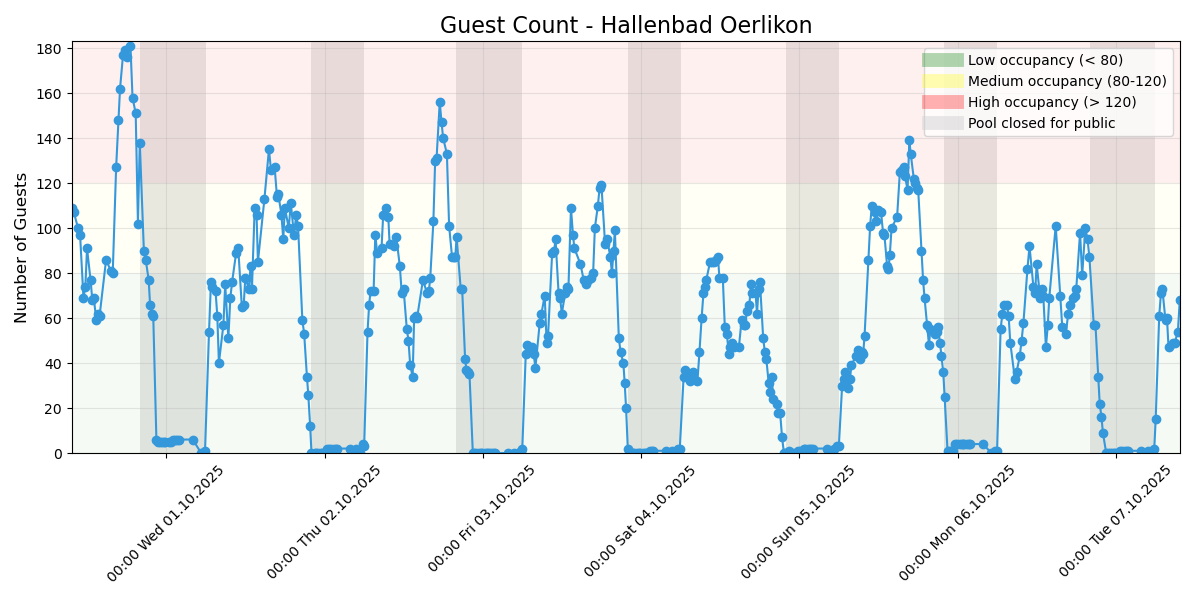 Guest Count - Hallenbad Oerlikon
Number of Guests
180
160
140
120
100
80
60
40
20
0
Low occupancy (< 80)
Medium occupancy (80-120)
High occupancy (> 120)
Pool closed for public
00:00 Wed 01.10.2025
00:00 Thu 02.10.2025
00:00 Fri 03.10.2025
00:00 Sat 04.10.2025
00:00 Sun 05.10.2025
00:00 Mon 06.10.2025
00:00 Tue 07.10.2025